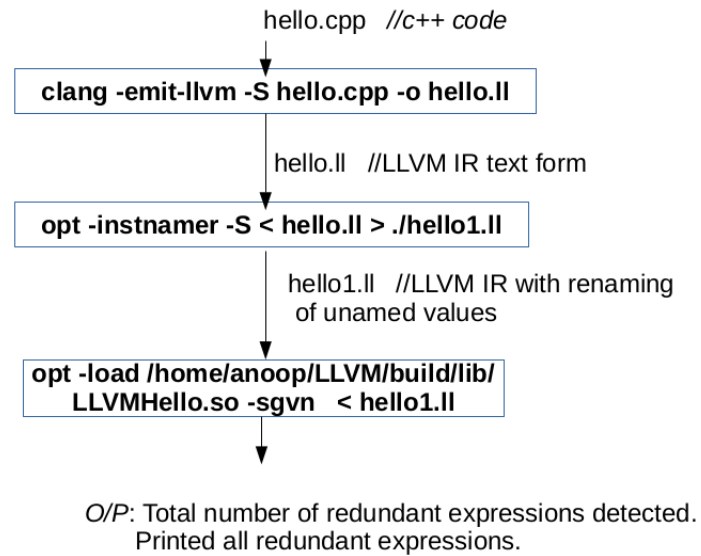 hello.cpp //c++ code
clang -emit-llvm -S hello.cpp -o hello.ll
hello.ll //LLVM IR text form
opt -instnamer -S < hello.ll > ./hello1.ll
hello1.ll //LLVM IR with renaming
of unamed values
opt -load /home/anoop/LLVM/build/lib/
LLVMHello.so -sgvn < hello1.ll
O/P: Total number of redundant expressions detected.
Printed all redundant expressions.